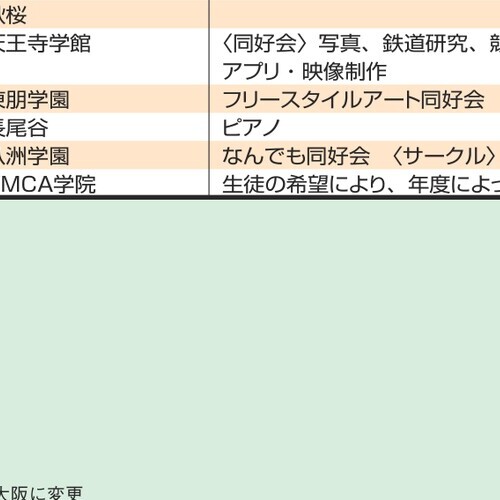 秋桜
天王寺学館 〈同好会〉写真、鉄道研究、競
アプリ・映像制作
東朋学園 フリースタイルアート同好会
長尾谷 ピアノ
八洲学園 なんでも同好会 〈サークル〉
YMCA学院 生徒の希望により、年度によっ
大阪に変更